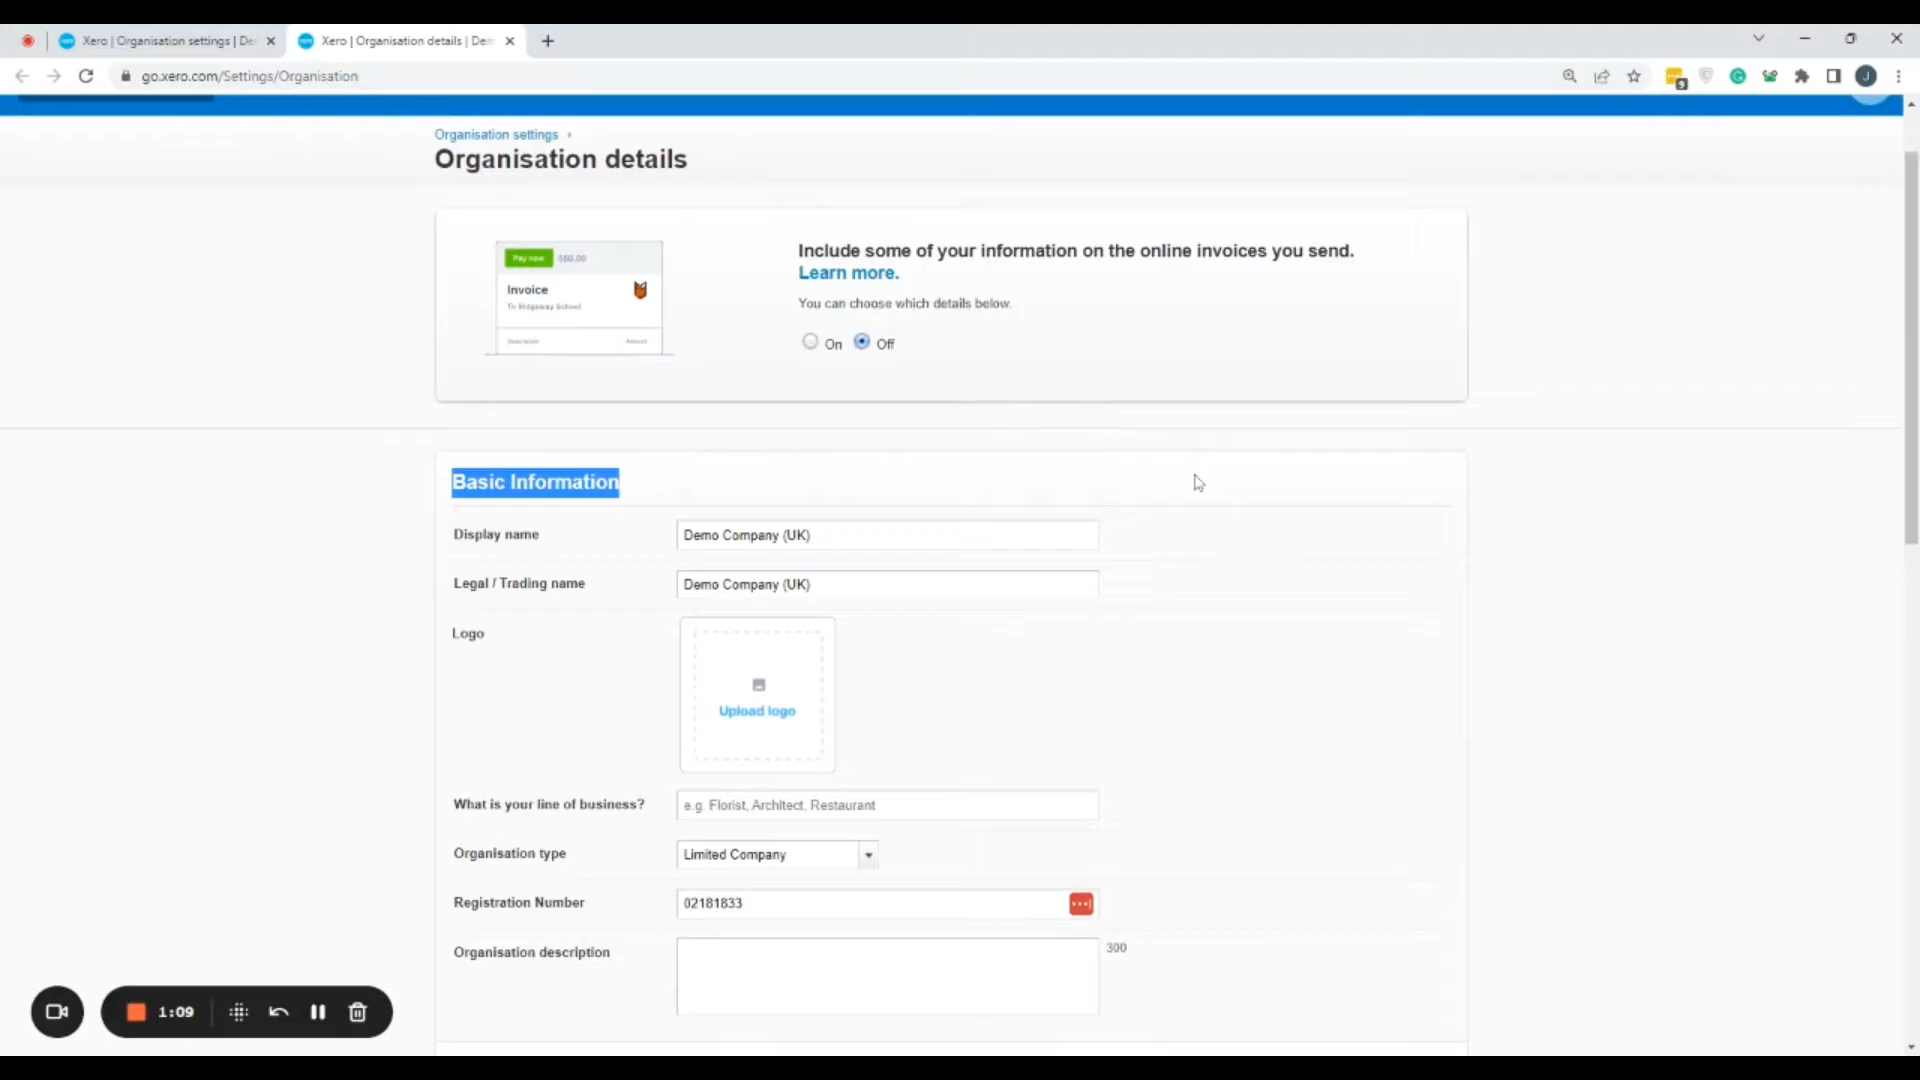 Xero | Organisation settings | De
Xero | Organisation details | Dem
go.xero.com/Settings/Organisation
9
J
Organisation settings ›
Organisation details
Pay now $60.00
Invoice
To Ridgeway School
Description Amount
Include some of your information on the online invoices you send.
Learn more.
You can choose which details below.
On Off
Basic Information
Display name Demo Company (UK)
Legal / Trading name Demo Company (UK)
Logo
Upload logo
What is your line of business? e.g. Florist, Architect, Restaurant
Organisation type Limited Company
Registration Number 02181833
Organisation description 300
1:09